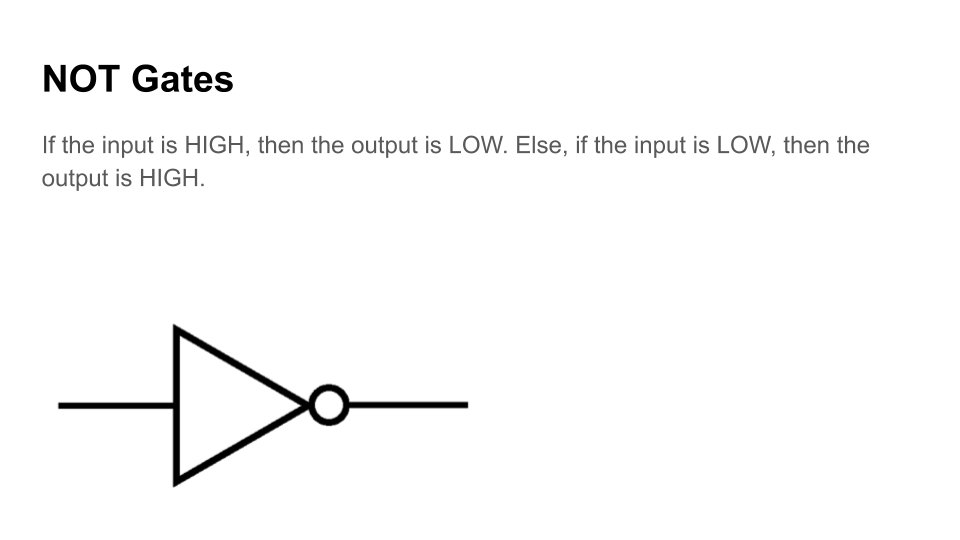 NOT Gates
If the input is HIGH, then the output is LOW. Else, if the input is LOW, then the
output is HIGH.